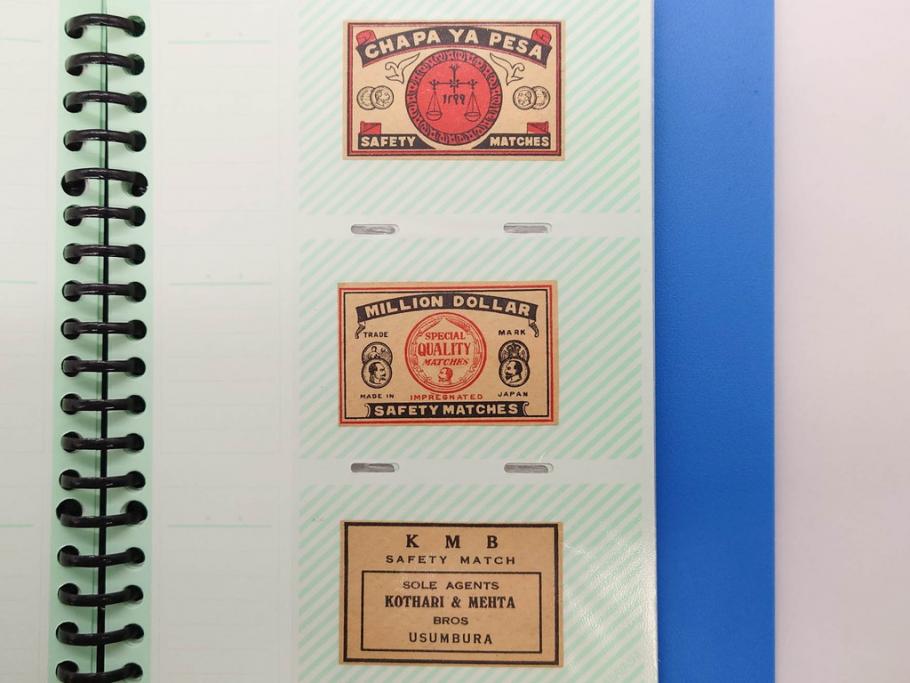 CHAPA YA PESA
١٢٩٩
SAFETY MATCHES
MILLION DOLLAR
TRADE MARK
SPECIAL
QUALITY
MATCHES
MADE IN JAPAN
IMPREGNATED
SAFETY MATCHES
K M B
SAFETY MATCH
SOLE AGENTS
KOTHARI & MEHTA
BROS
USUMBURA